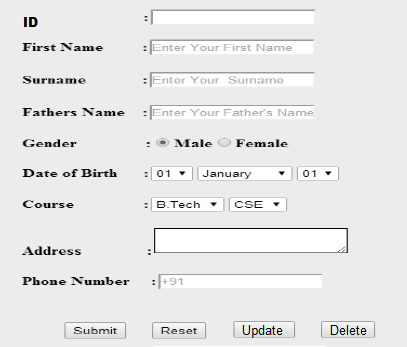 ID :
First Name : Enter Your First Name
Surname : Enter Your Surname
Fathers Name : Enter Your Father's Name
Gender : Male Female
Date of Birth : 01 January 01
Course : B.Tech CSE
Address :
Phone Number : +91
Submit Reset Update Delete